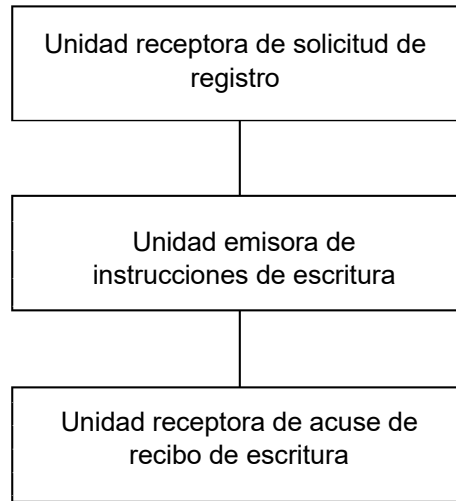 Unidad receptora de solicitud de
registro
Unidad emisora de
instrucciones de escritura
Unidad receptora de acuse de
recibo de escritura